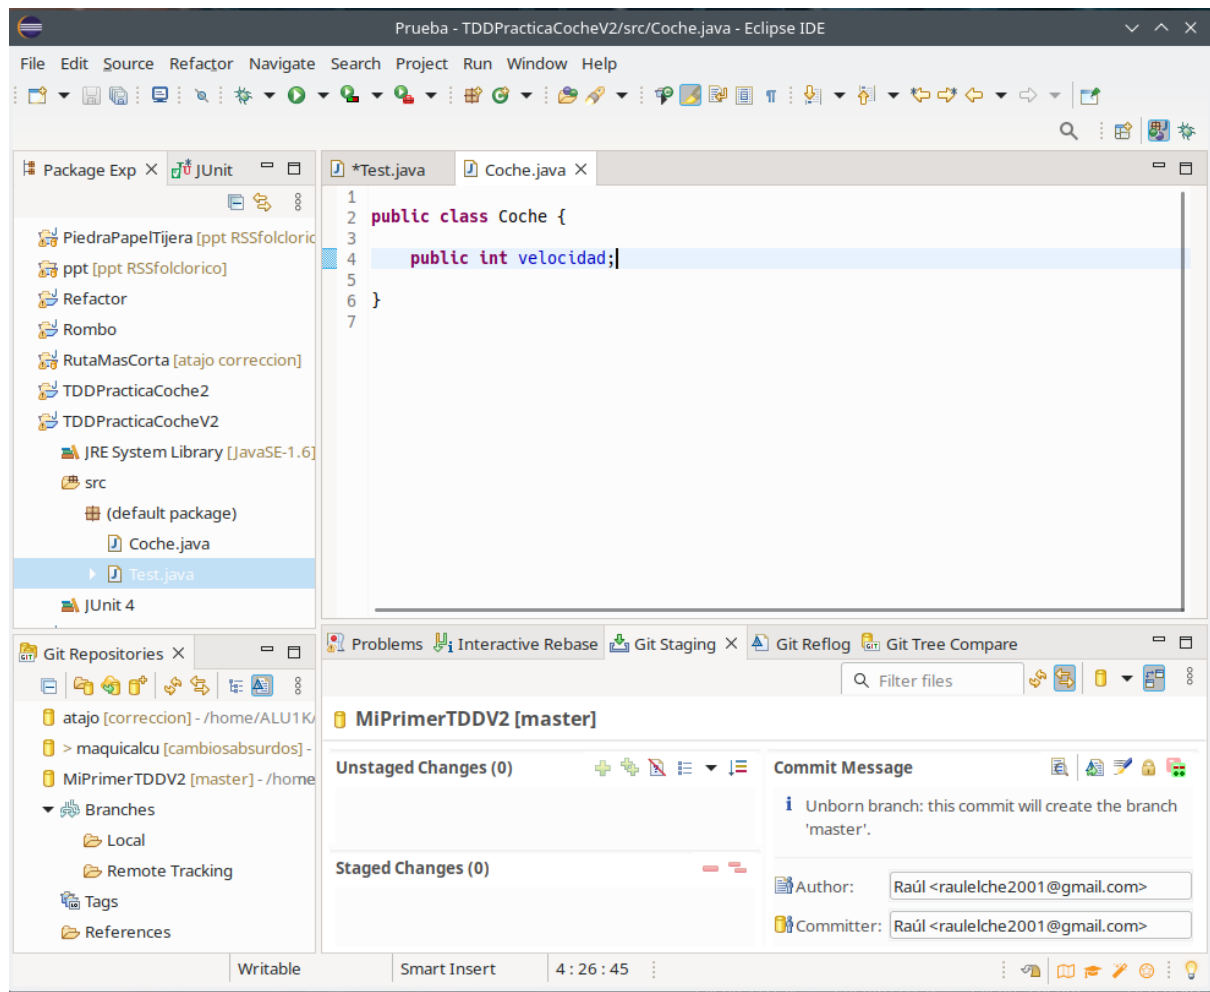 Prueba - TDDPracticaCocheV2/src/Coche.java - Eclipse IDE
File Edit Source Refactor Navigate Search Project Run Window Help
Package Exp JUnit
PiedraPapelTijera [ppt RSSfolcloric
ppt [ppt RSSfolclorico]
Refactor
Rombo
RutaMasCorta [atajo correccion]
TDDPracticaCoche2
TDDPracticaCocheV2
JRE System Library [JavaSE-1.6]
src
(default package)
Coche.java
Test.java
JUnit 4
*Test.java Coche.java
1
2 public class Coche {
3
4 public int velocidad;
5
6 }
7
Git Repositories
atajo [correccion] - /home/ALU1K/
> maquicalcu [cambiosabsurdos] -
MiPrimerTDDV2 [master] - /home
Branches
Local
Remote Tracking
Tags
References
Problems Interactive Rebase Git Staging Git Reflog Git Tree Compare
Filter files
MiPrimerTDDV2 [master]
Unstaged Changes (0)
Staged Changes (0)
Commit Message
Unborn branch: this commit will create the branch
'master'.
Author: Raúl <raulelche2001@gmail.com>
Committer: Raúl <raulelche2001@gmail.com>
Writable Smart Insert 4 : 26 : 45